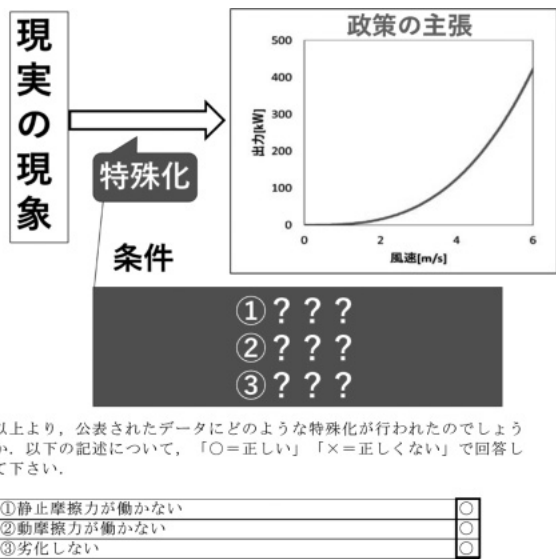 現実の現象
特殊化
条件
政策の主張
出力[kW]
500
400
300
200
100
0
0 2 4 6
風速[m/s]
①？？？
②？？？
③？？？
以上より，公表されたデータにどのような特殊化が行われたのでしょう
か．以下の記述について，「○＝正しい」「×＝正しくない」で回答し
て下さい．
①静止摩擦力が働かない ○
②動摩擦力が働かない ○
③劣化しない ○